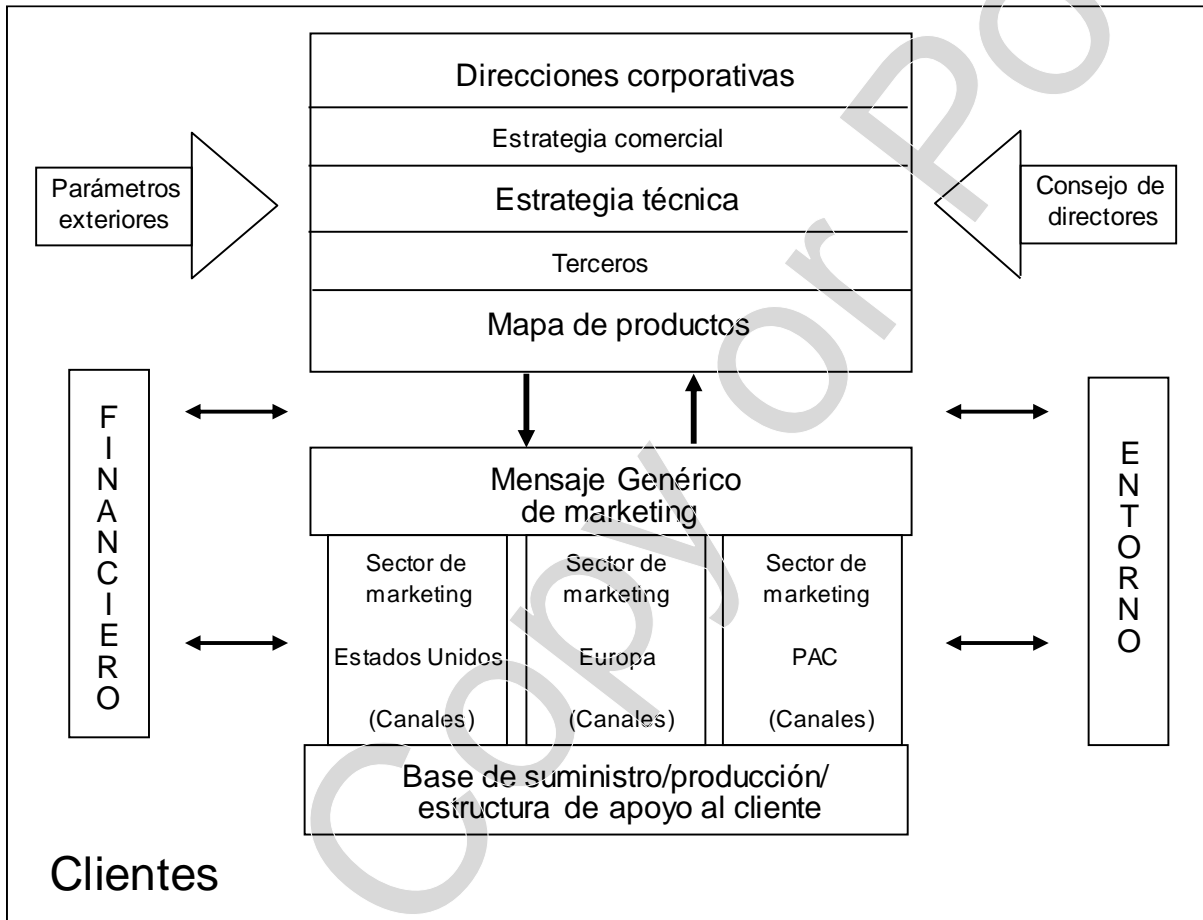 Direcciones corporativas
Estrategia comercial
Estrategia técnica
Terceros
Mapa de productos
Parámetros
exteriores
Consejo de
directores
FINANCIERO
ENTORNO
Mensaje Genérico
de marketing
Sector de
marketing
Estados Unidos
(Canales)
Sector de
marketing
Europa
(Canales)
Sector de
marketing
PAC
(Canales)
Base de suministro/producción/
estructura de apoyo al cliente
Clientes
Copy or Po